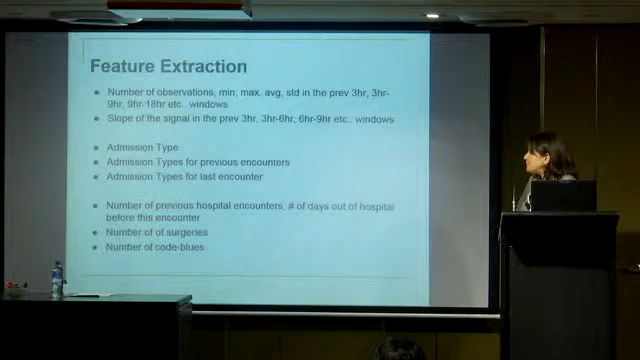 Feature Extraction
Number of observations, min, max. avg, std in the prev 3hr, 3hr-
9hr, 9hr-18hr etc.. windows
Slope of the signal in the prev 3hr, 3hr-6hr, 6hr-9hr etc.. windows
Admission Type
Admission Types for previous encounters
Admission Types for last encounter
Number of previous hospital encounters, # of days out of hospital
before this encounter
Number of of surgeries
Number of code-blues